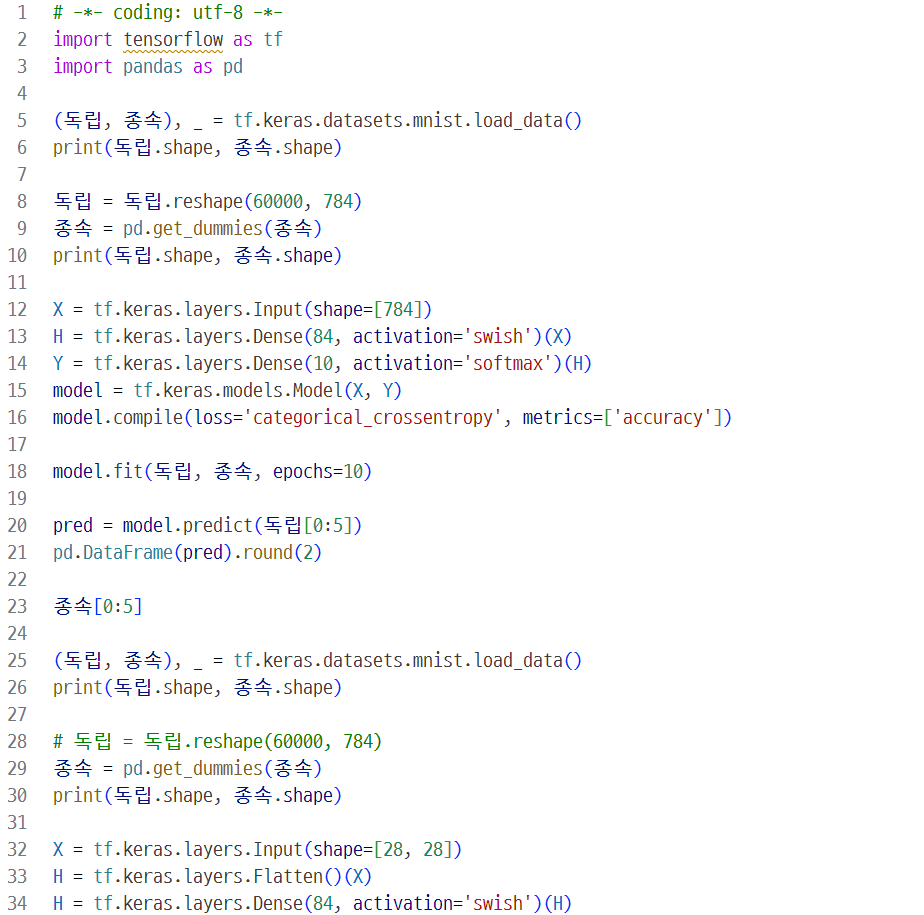 1 # -*- coding: utf-8 -*-
2 import tensorflow as tf
3 import pandas as pd
4
5 (독립, 종속), _ = tf.keras.datasets.mnist.load_data()
6 print(독립.shape, 종속.shape)
7
8 독립 = 독립.reshape(60000, 784)
9 종속 = pd.get_dummies(종속)
10 print(독립.shape, 종속.shape)
11
12 X = tf.keras.layers.Input(shape=[784])
13 H = tf.keras.layers.Dense(84, activation='swish')(X)
14 Y = tf.keras.layers.Dense(10, activation='softmax')(H)
15 model = tf.keras.models.Model(X, Y)
16 model.compile(loss='categorical_crossentropy', metrics=['accuracy'])
17
18 model.fit(독립, 종속, epochs=10)
19
20 pred = model.predict(독립[0:5])
21 pd.DataFrame(pred).round(2)
22
23 종속[0:5]
24
25 (독립, 종속), _ = tf.keras.datasets.mnist.load_data()
26 print(독립.shape, 종속.shape)
27
28 # 독립 = 독립.reshape(60000, 784)
29 종속 = pd.get_dummies(종속)
30 print(독립.shape, 종속.shape)
31
32 X = tf.keras.layers.Input(shape=[28, 28])
33 H = tf.keras.layers.Flatten()(X)
34 H = tf.keras.layers.Dense(84, activation='swish')(H)